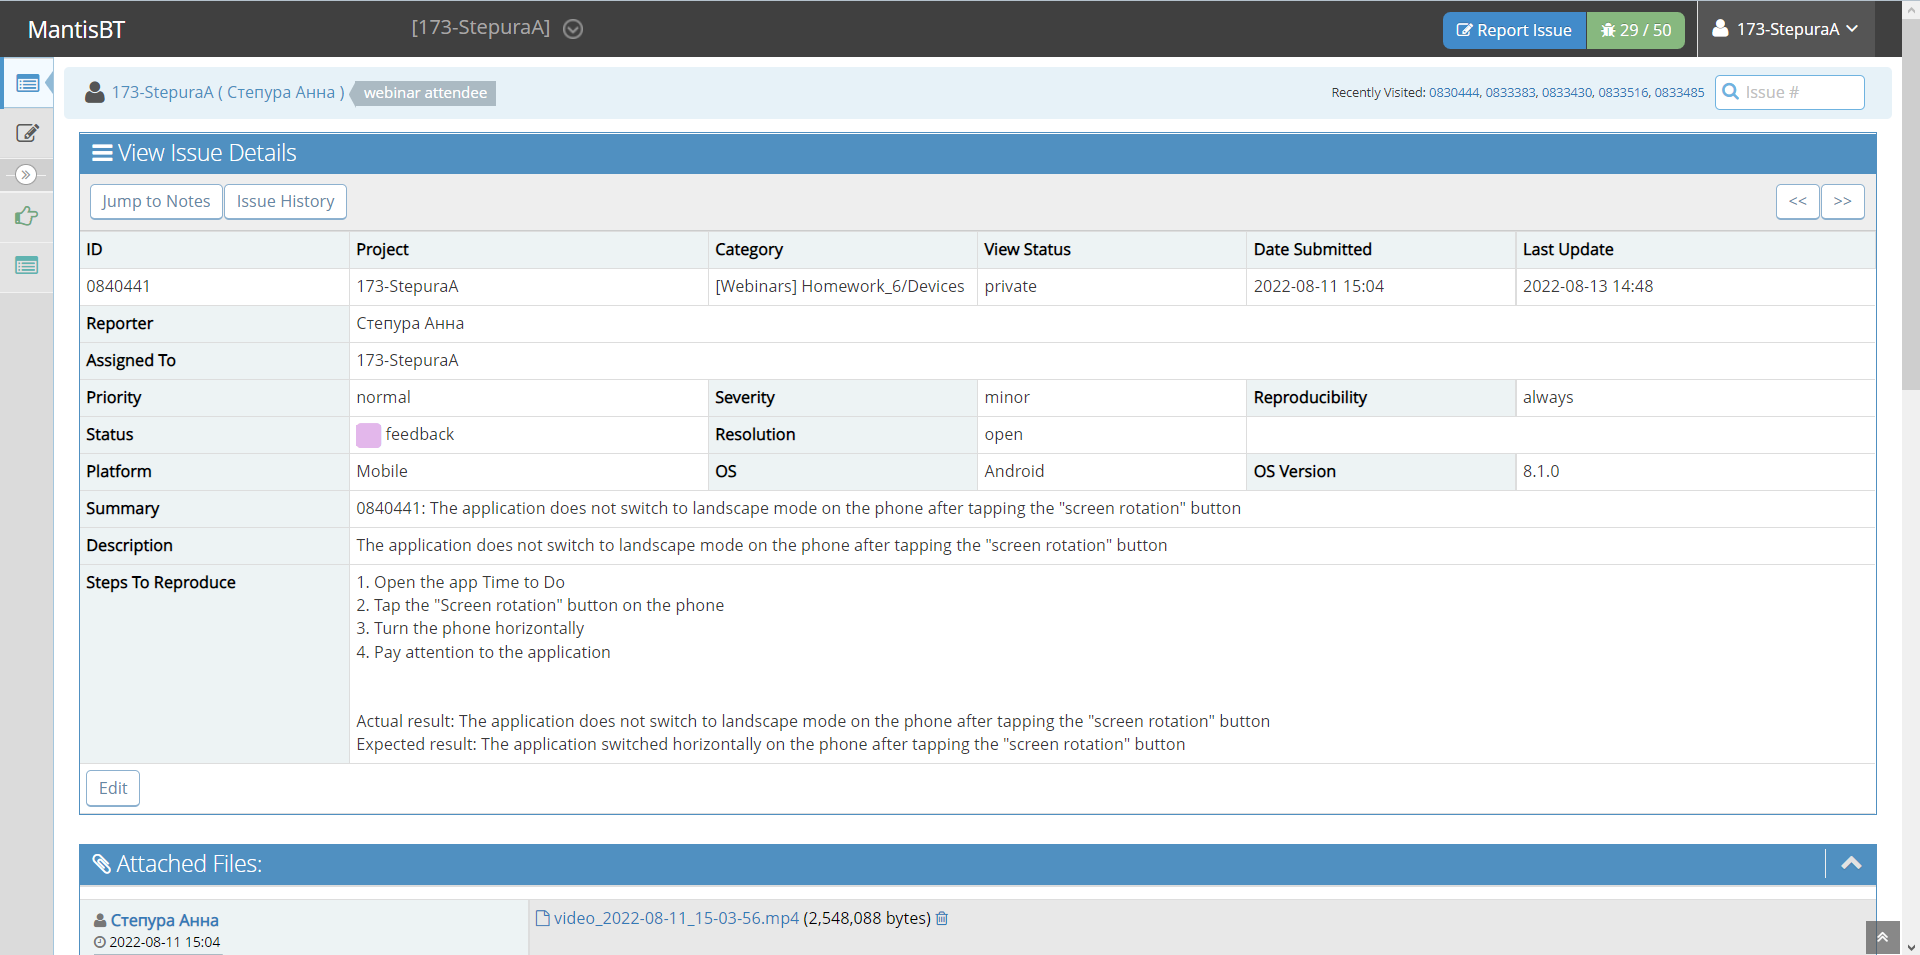 MantisBT
[173-StepuraA]
Report Issue
29 / 50
173-StepuraA
173-StepuraA ( Степура Анна )
webinar attendee
Recently Visited: 0830444, 0833383, 0833430, 0833516, 0833485
Issue #
View Issue Details
Jump to Notes
Issue History
<<
>>
ID Project Category View Status Date Submitted Last Update
0840441 173-StepuraA [Webinars] Homework_6/Devices private 2022-08-11 15:04 2022-08-13 14:48
Reporter Степура Анна
Assigned To 173-StepuraA
Priority normal Severity minor Reproducibility always
Status feedback Resolution open
Platform Mobile OS Android OS Version 8.1.0
Summary 0840441: The application does not switch to landscape mode on the phone after tapping the "screen rotation" button
Description The application does not switch to landscape mode on the phone after tapping the "screen rotation" button
Steps To Reproduce 1. Open the app Time to Do
2. Tap the "Screen rotation" button on the phone
3. Turn the phone horizontally
4. Pay attention to the application
Actual result: The application does not switch to landscape mode on the phone after tapping the "screen rotation" button
Expected result: The application switched horizontally on the phone after tapping the "screen rotation" button
Edit
Attached Files:
Степура Анна
2022-08-11 15:04
video_2022-08-11_15-03-56.mp4 (2,548,088 bytes)